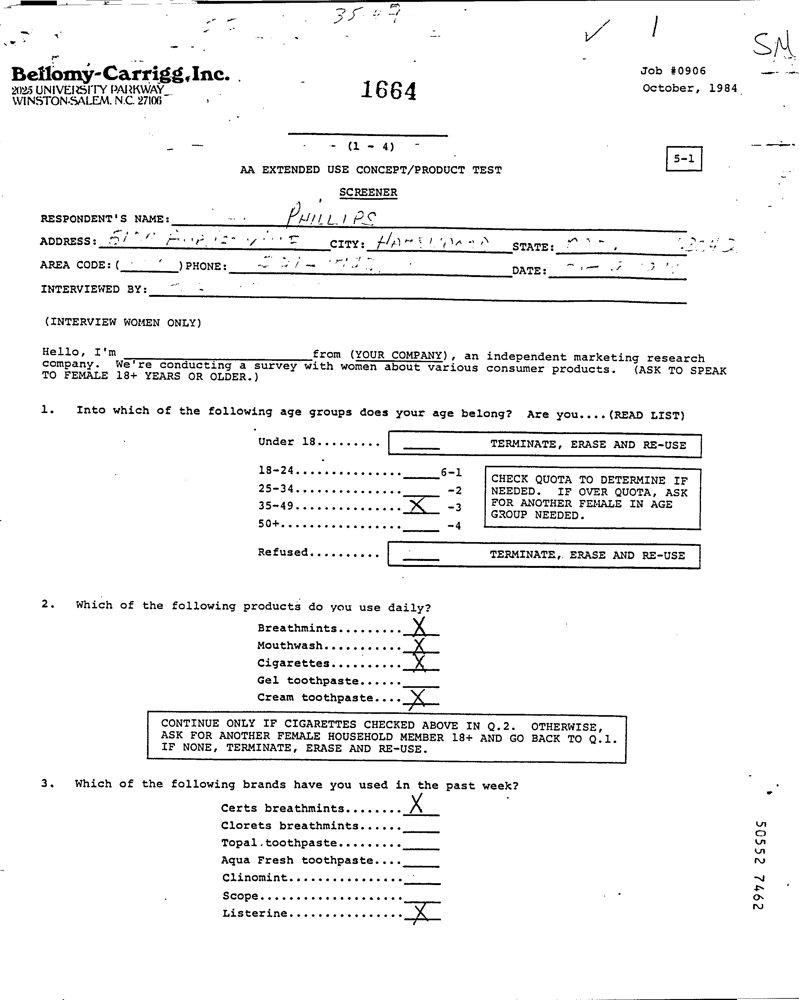 35-49
✓ 1
SM
Bellomy-Carrigg, Inc.
2025 UNIVERSITY PARKWAY
WINSTON-SALEM, N.C. 27106
1664
Job #0906
October, 1984
(1 - 4)
5-1
AA EXTENDED USE CONCEPT/PRODUCT TEST
SCREENER
RESPONDENT'S NAME: PHILLIPS
ADDRESS: CITY: STATE:
AREA CODE: ( ) PHONE: DATE:
INTERVIEWED BY:
(INTERVIEW WOMEN ONLY)
Hello, I'm ____ from (YOUR COMPANY), an independent marketing research
company. We're conducting a survey with women about various consumer products. (ASK TO SPEAK
TO FEMALE 18+ YEARS OR OLDER.)
1. Into which of the following age groups does your age belong? Are you....(READ LIST)
Under 18......... ____ TERMINATE, ERASE AND RE-USE
18-24............... ____ 6-1
25-34............... ____ -2
35-49............... X -3
50+................. ____ -4
CHECK QUOTA TO DETERMINE IF
NEEDED. IF OVER QUOTA, ASK
FOR ANOTHER FEMALE IN AGE
GROUP NEEDED.
Refused.......... ____ TERMINATE, ERASE AND RE-USE
2. Which of the following products do you use daily?
Breathmints......... X
Mouthwash........... X
Cigarettes.......... X
Gel toothpaste...... ____
Cream toothpaste.... X
CONTINUE ONLY IF CIGARETTES CHECKED ABOVE IN Q.2. OTHERWISE,
ASK FOR ANOTHER FEMALE HOUSEHOLD MEMBER 18+ AND GO BACK TO Q.1.
IF NONE, TERMINATE, ERASE AND RE-USE.
3. Which of the following brands have you used in the past week?
Certs breathmints........ X
Clorets breathmints...... ____
Topal toothpaste......... ____
Aqua Fresh toothpaste.... ____
Clinomint................ ____
Scope.................... ____
Listerine................ X
50552 7462